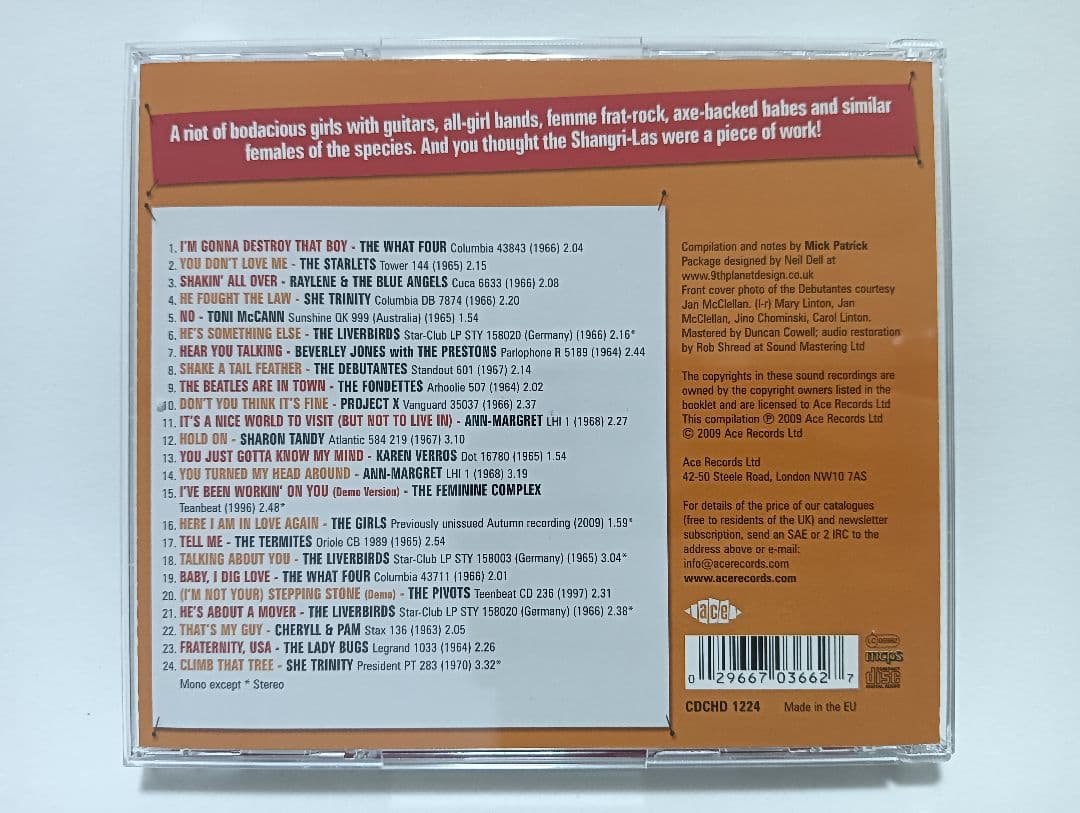 A riot of bodacious girls with guitars, all-girl bands, femme frat-rock, axe-backed babes and similar
females of the species. And you thought the Shangri-Las were a piece of work!
1. I'M GONNA DESTROY THAT BOY - THE WHAT FOUR Columbia 43843 (1966) 2.04
2. YOU DON'T LOVE ME - THE STARLETS Tower 144 (1965) 2.15
3. SHAKIN' ALL OVER - RAYLENE & THE BLUE ANGELS Cuca 6633 (1966) 2.08
4. HE FOUGHT THE LAW - SHE TRINITY Columbia DB 7874 (1966) 2.20
5. NO - TONI McCANN Sunshine QK 999 (Australia) (1965) 1.54
6. HE'S SOMETHING ELSE - THE LIVERBIRDS Star-Club LP STY 158020 (Germany) (1966) 2.16*
7. HEAR YOU TALKING - BEVERLEY JONES with THE PRESTONS Parlophone R 5189 (1964) 2.44
8. SHAKE A TAIL FEATHER - THE DEBUTANTES Standout 601 (1967) 2.14
9. THE BEATLES ARE IN TOWN - THE FONDETTES Arhoolie 507 (1964) 2.02
10. DON'T YOU THINK IT'S FINE - PROJECT X Vanguard 35037 (1966) 2.37
11. IT'S A NICE WORLD TO VISIT (BUT NOT TO LIVE IN) - ANN-MARGRET LHI 1 (1968) 2.27
12. HOLD ON - SHARON TANDY Atlantic 584 219 (1967) 3.10
13. YOU JUST GOTTA KNOW MY MIND - KAREN VERROS Dot 16780 (1965) 1.54
14. YOU TURNED MY HEAD AROUND - ANN-MARGRET LHI 1 (1968) 3.19
15. I'VE BEEN WORKIN' ON YOU (Demo Version) - THE FEMININE COMPLEX
Teanbeat (1996) 2.48*
16. HERE I AM IN LOVE AGAIN - THE GIRLS Previously unissued Autumn recording (2009) 1.59*
17. TELL ME - THE TERMITES Oriole CB 1989 (1965) 2.54
18. TALKING ABOUT YOU - THE LIVERBIRDS Star-Club LP STY 158003 (Germany) (1965) 3.04*
19. BABY, I DIG LOVE - THE WHAT FOUR Columbia 43711 (1966) 2.01
20. (I'M NOT YOUR) STEPPING STONE (Demo) - THE PIVOTS Teenbeat CD 236 (1997) 2.31
21. HE'S ABOUT A MOVER - THE LIVERBIRDS Star-Club LP STY 158020 (Germany) (1966) 2.38*
22. THAT'S MY GUY - CHERYLL & PAM Stax 136 (1963) 2.05
23. FRATERNITY, USA - THE LADY BUGS Legrand 1033 (1964) 2.26
24. CLIMB THAT TREE - SHE TRINITY President PT 283 (1970) 3.32*
Mono except * Stereo
Compilation and notes by Mick Patrick
Package designed by Neil Dell at
www.9thplanetdesign.co.uk
Front cover photo of the Debutantes courtesy
Jan McClellan. (l-r) Mary Linton, Jan
McClellan, Jino Chominski, Carol Linton.
Mastered by Duncan Cowell; audio restoration
by Rob Shread at Sound Mastering Ltd
The copyrights in these sound recordings are
owned by the copyright owners listed in the
booklet and are licensed to Ace Records Ltd
This compilation ℗ 2009 Ace Records Ltd
© 2009 Ace Records Ltd
Ace Records Ltd
42-50 Steele Road, London NW10 7AS
For details of the price of our catalogues
(free to residents of the UK) and newsletter
subscription, send an SAE or 2 IRC to the
address above or e-mail:
info@acerecords.com
www.acerecords.com
ace
0 29667 03662 7
mcps
COMPACT
disc
DIGITAL AUDIO
CDCHD 1224 Made in the EU